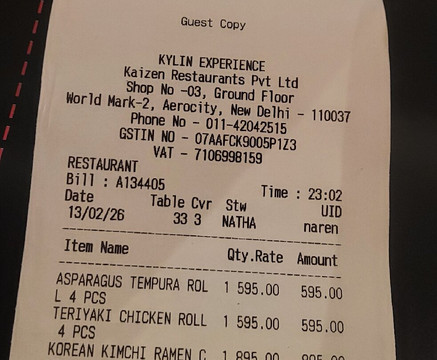 Guest Copy
KYLIN EXPERIENCE
Kaizen Restaurants Pvt Ltd
Shop No -03, Ground Floor
World Mark-2, Aerocity, New Delhi - 110037
Phone No - 011-42042515
GSTIN NO - 07AAFCK9005P1Z3
VAT - 7106998159
RESTAURANT
Bill : A134405 Time : 23:02
Date Table Cvr Stw UID
13/02/26 33 3 NATHA naren
Item Name Qty.Rate Amount
ASPARAGUS TEMPURA ROL 1 595.00 595.00
L 4 PCS
TERIYAKI CHICKEN ROLL 1 595.00 595.00
4 PCS
KOREAN KIMCHI RAMEN C 1 895.00